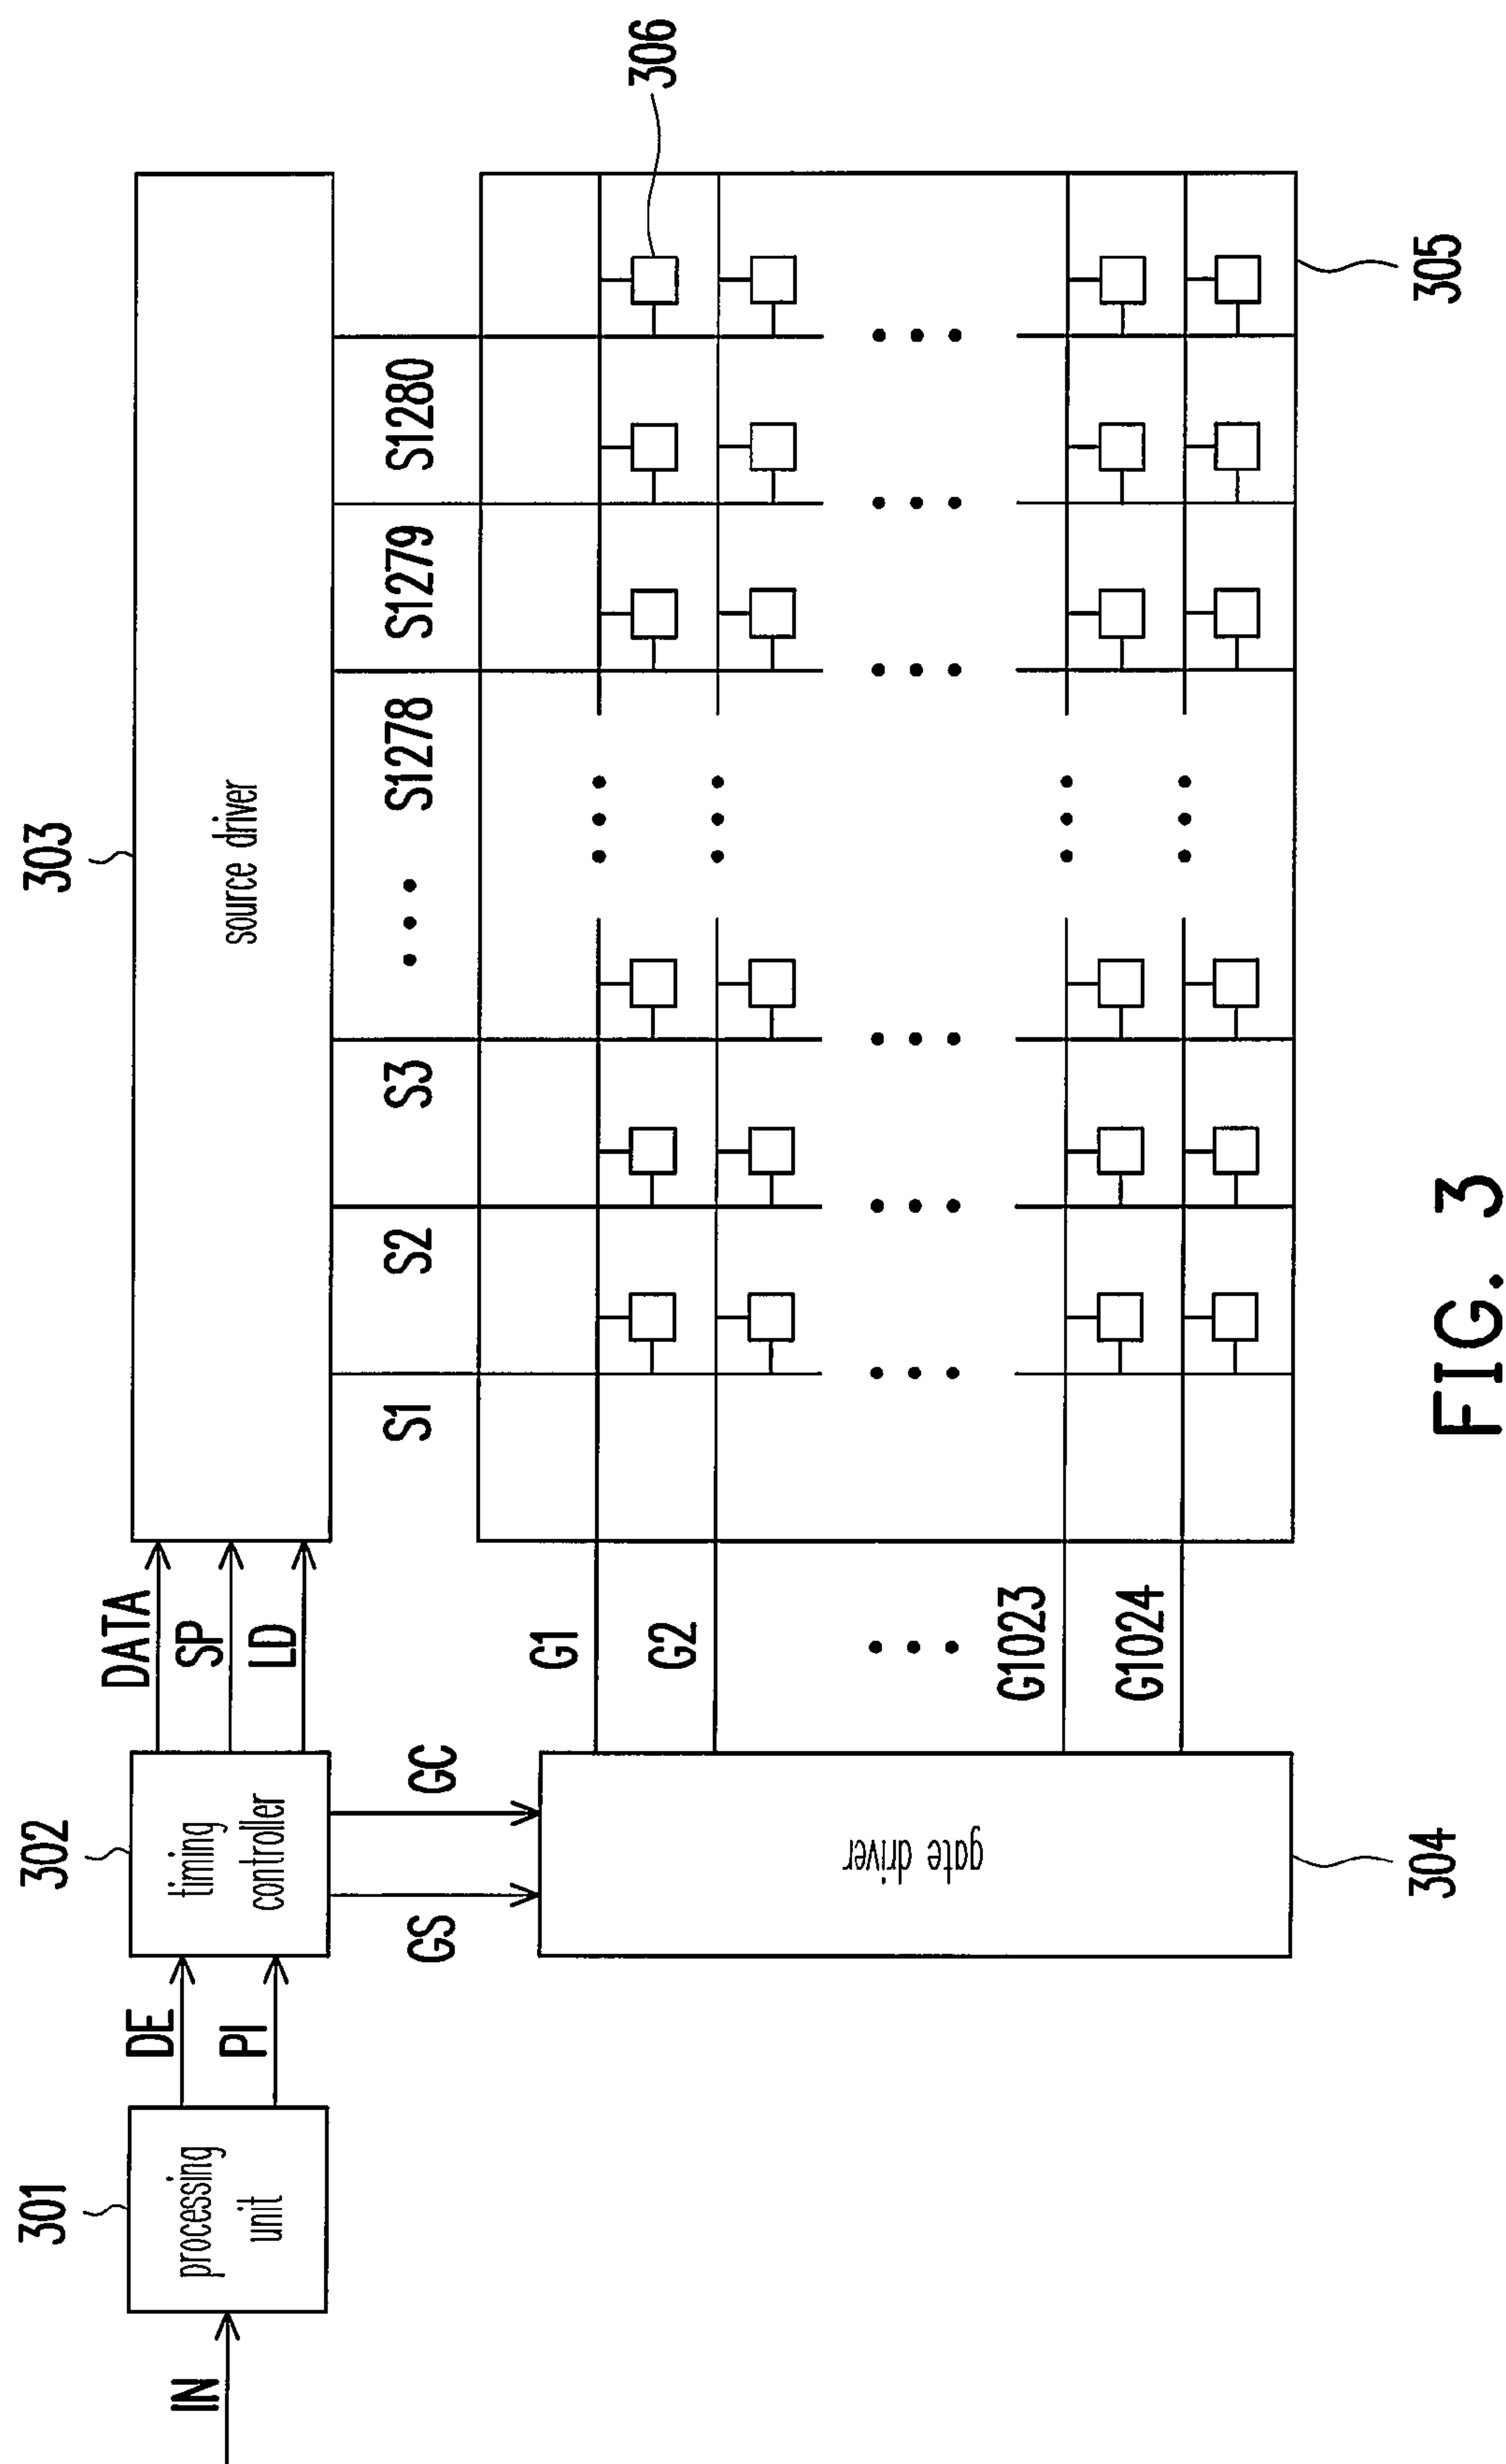 303
source driver
302
timing
controller
301
processing
unit
IN
DE
PI
DATA
SP
LD
GS
GC
S1
S2
S3
S1278
S1279
S1280
306
G1
G2
G1023
G1024
gate driver
304
305
FIG. 3